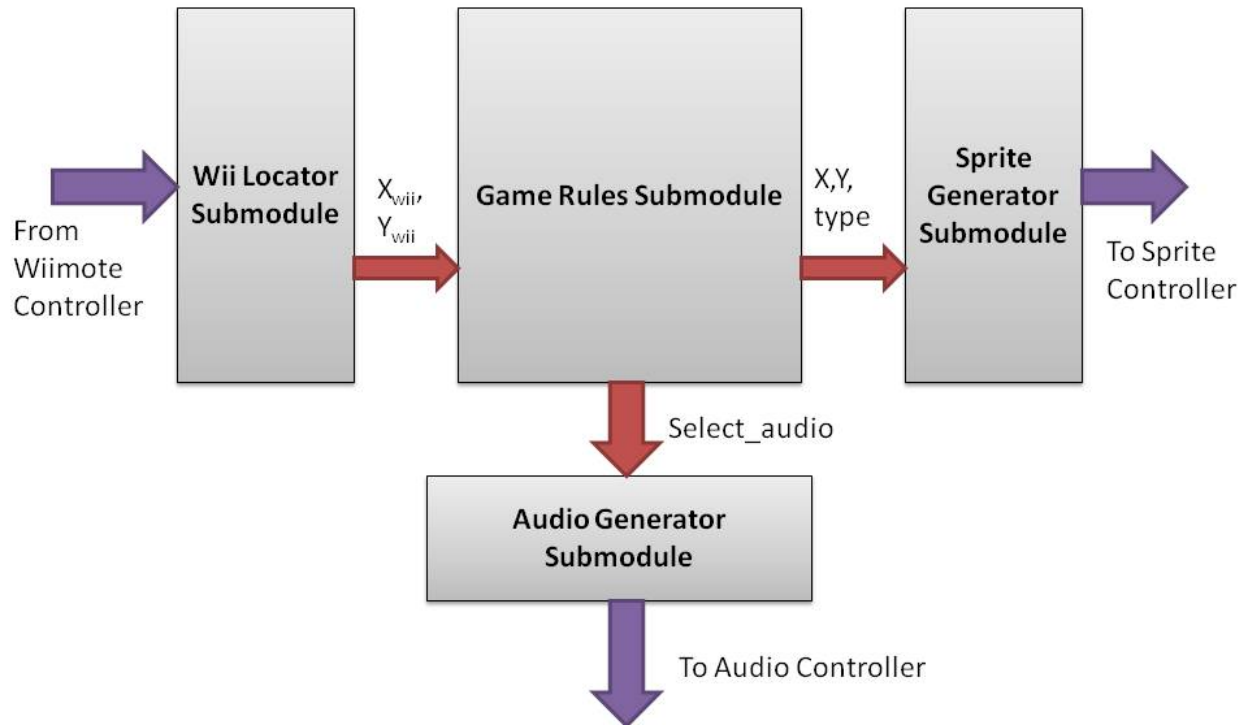 From
Wiimote
Controller
Wii Locator
Submodule
Xwii,
Ywii
Game Rules Submodule
X,Y,
type
Sprite
Generator
Submodule
To Sprite
Controller
Select_audio
Audio Generator
Submodule
To Audio Controller